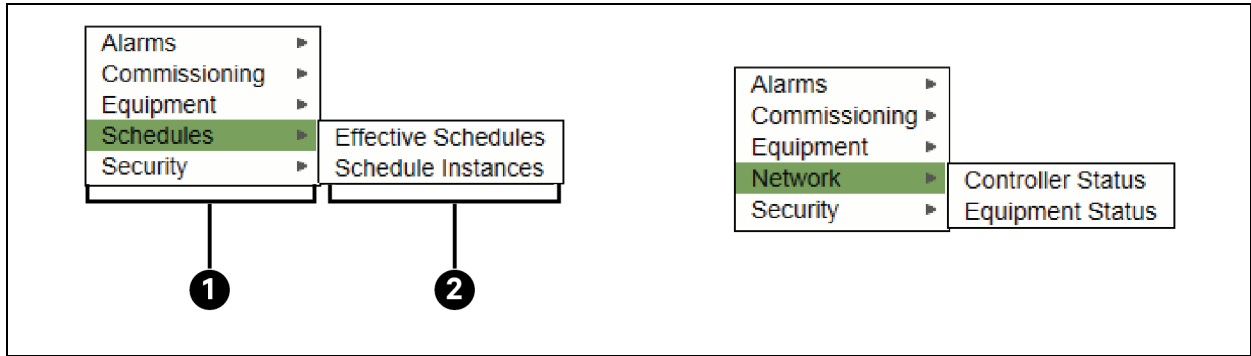 Alarms
Commissioning
Equipment
Schedules
Security
Effective Schedules
Schedule Instances
1
2
Alarms
Commissioning
Equipment
Network
Security
Controller Status
Equipment Status